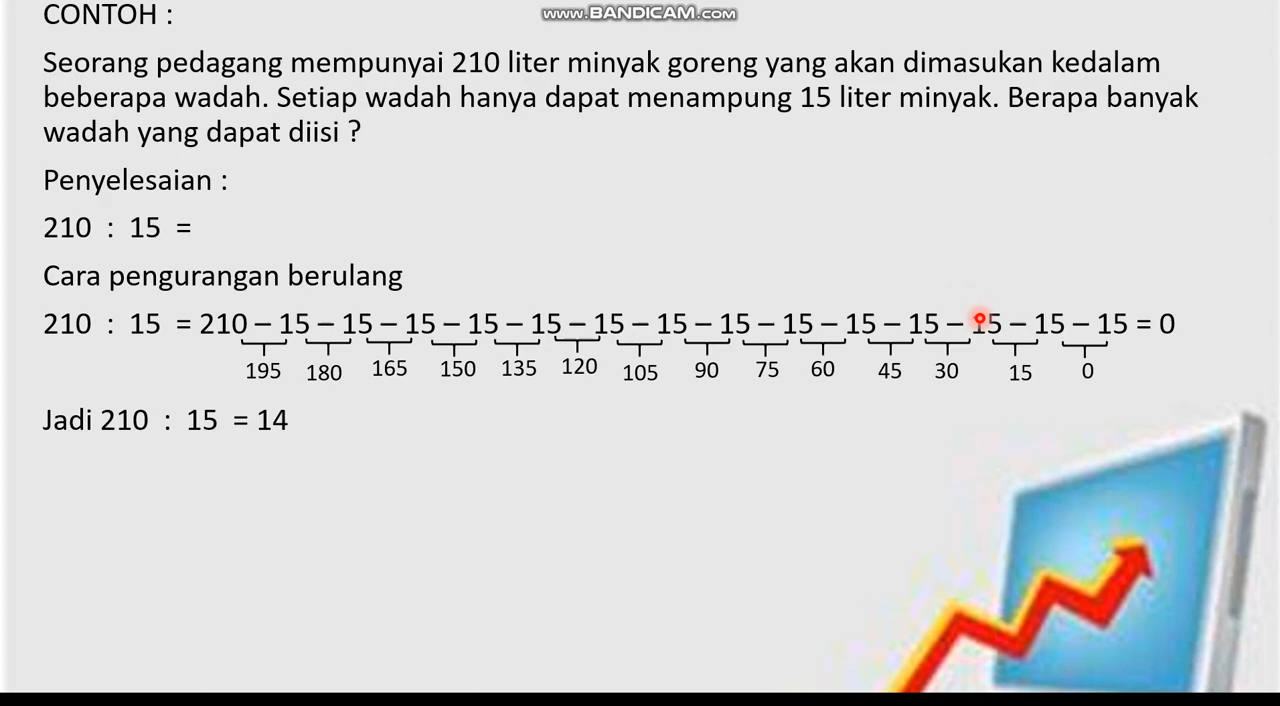 www.BANDICAM.com
CONTOH :
Seorang pedagang mempunyai 210 liter minyak goreng yang akan dimasukan kedalam
beberapa wadah. Setiap wadah hanya dapat menampung 15 liter minyak. Berapa banyak
wadah yang dapat diisi ?
Penyelesaian :
210 : 15 =
Cara pengurangan berulang
210 : 15 = 210 – 15 – 15 – 15 – 15 – 15 – 15 – 15 – 15 – 15 – 15 – 15 – 15 – 15 – 15 = 0
195 180 165 150 135 120 105 90 75 60 45 30 15 0
Jadi 210 : 15 = 14